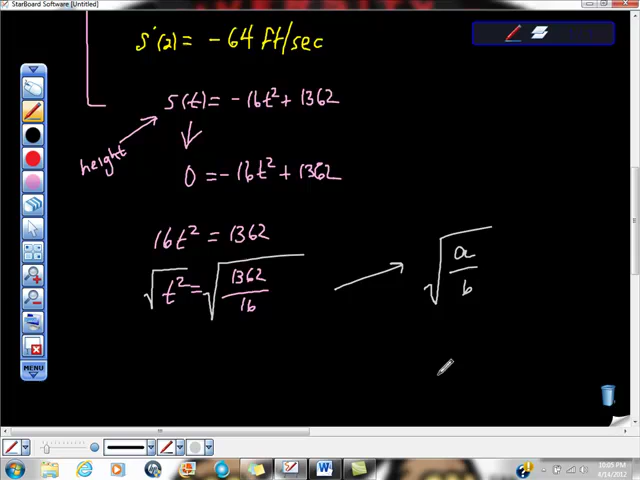 StarBoard Software [Untitled]
s'(2) = -64 ft/sec
s(t) = -16t² + 1362
height
0 = -16t² + 1362
16t² = 1362
√t² = √1362/16
√a/b
MENU
10:05 PM
4/14/2012